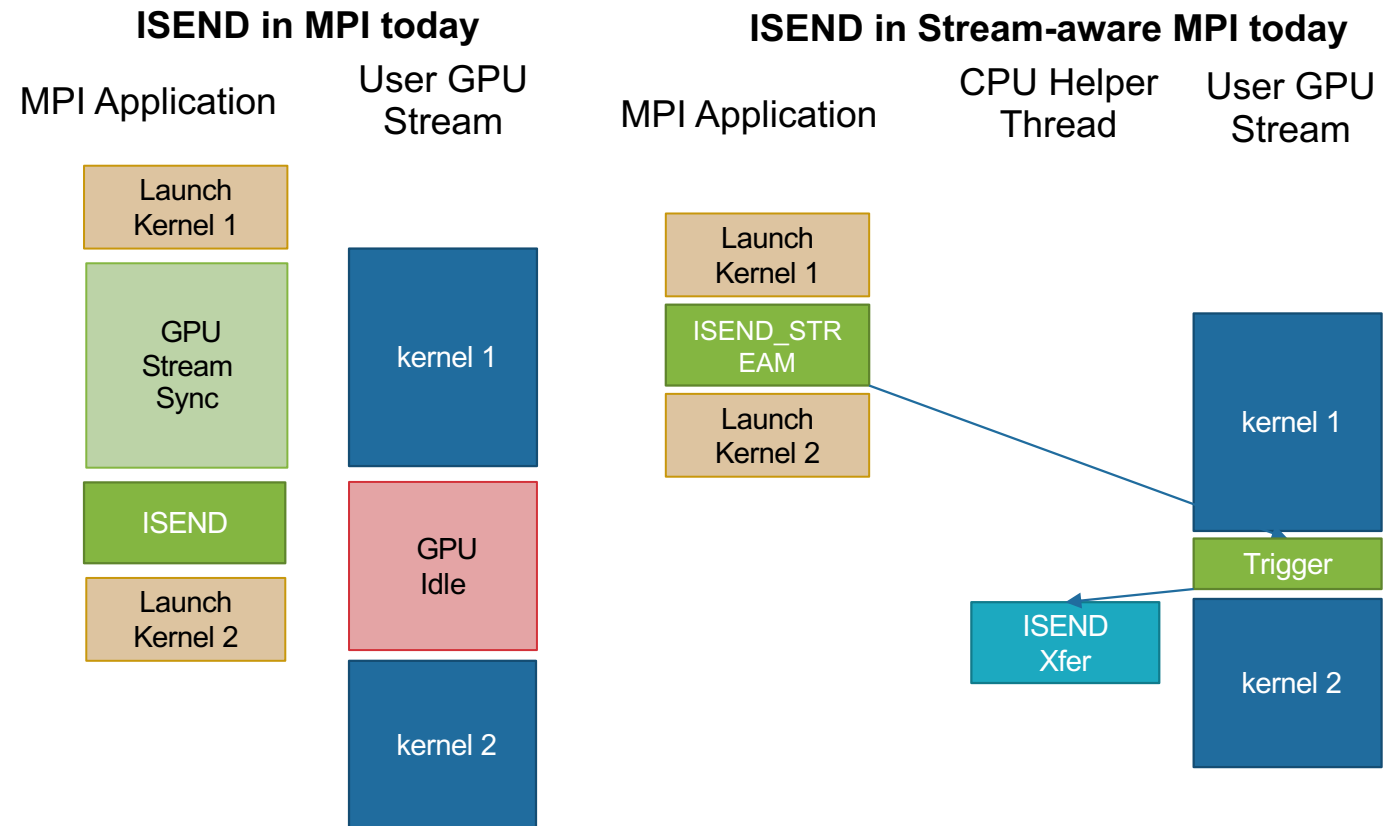 ISEND in MPI today
MPI Application
User GPU
Stream
Launch
Kernel 1
GPU
Stream
Sync
ISEND
Launch
Kernel 2
kernel 1
GPU
Idle
kernel 2
ISEND in Stream-aware MPI today
MPI Application
CPU Helper
Thread
User GPU
Stream
Launch
Kernel 1
ISEND_STR
EAM
Launch
Kernel 2
kernel 1
Trigger
ISEND
Xfer
kernel 2